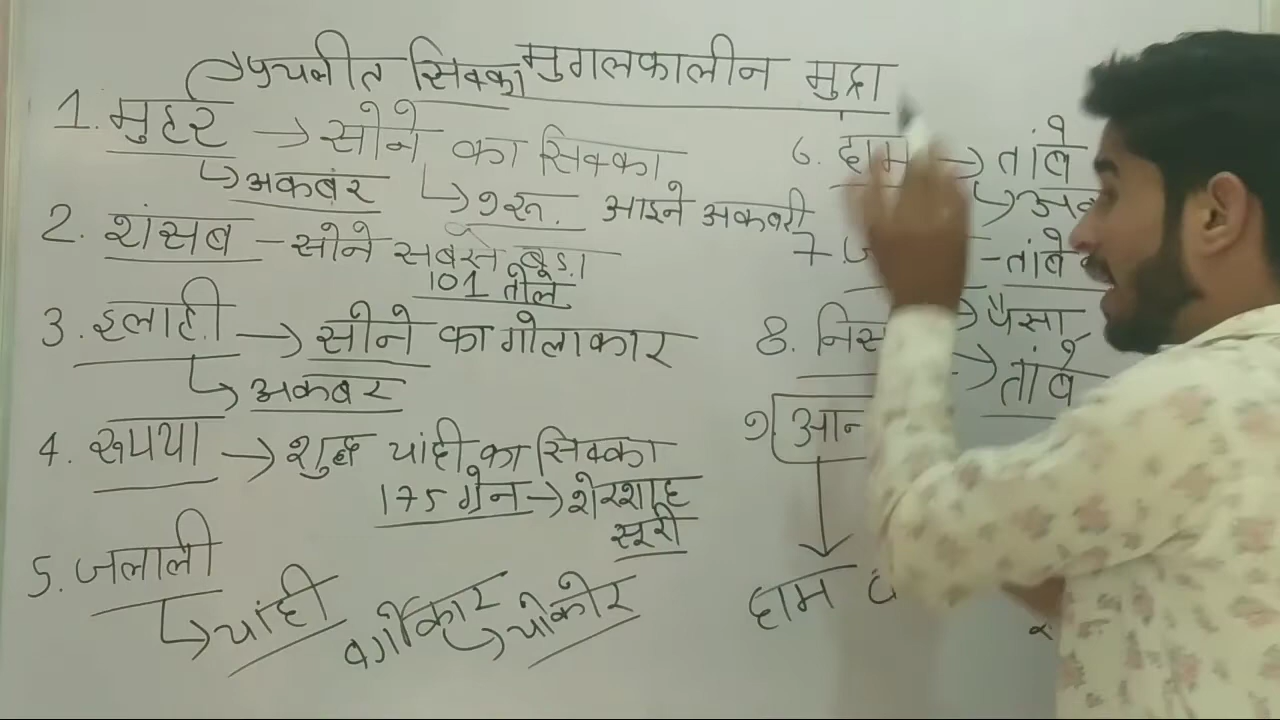 प्रचलीत सिक्का मुगलकालीन मुद्रा
1. मुहर → सोने का सिक्का
↳ अकबर ↳ 9रू. आइने अकबरी
2. शंसब - सोने सबसे बड़ा
101 तोले
3. इलाही → सोने का गोलाकार
↳ अकबर
4. रूपया → शुद्ध चांदी का सिक्का
175 ग्रेन → शेरशाह
सूरी
5. जलाली
↳ चांदी वर्गाकार ↳ चोकोर
6. दाम → तांबे
7 - तांबे
8. → पैसा
→ तांबे
9
दाम